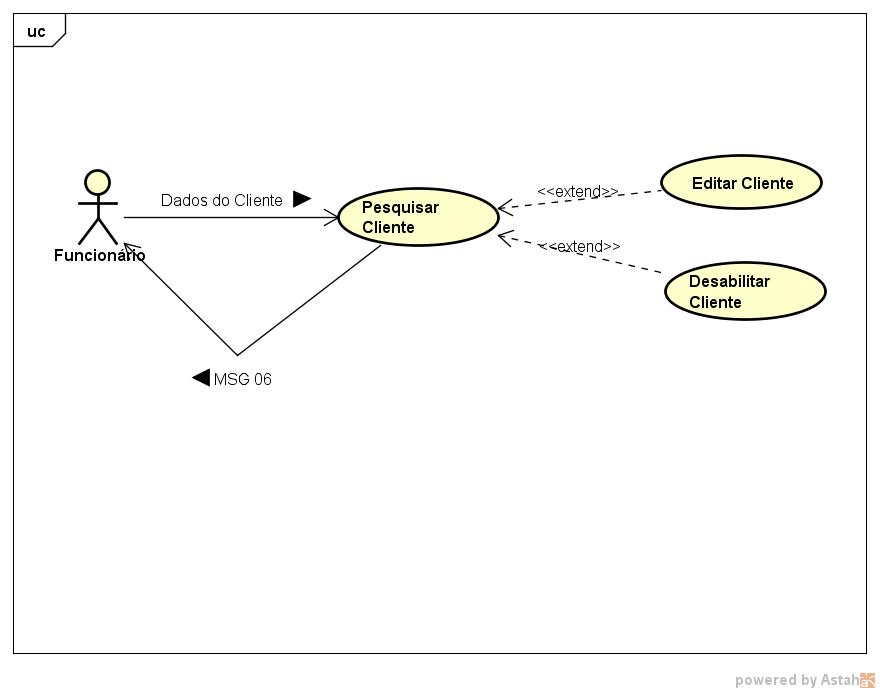 uc
Dados do Cliente
Funcionário
Pesquisar
Cliente
<<extend>>
Editar Cliente
<<extend>>
Desabilitar
Cliente
MSG 06
powered by Astah